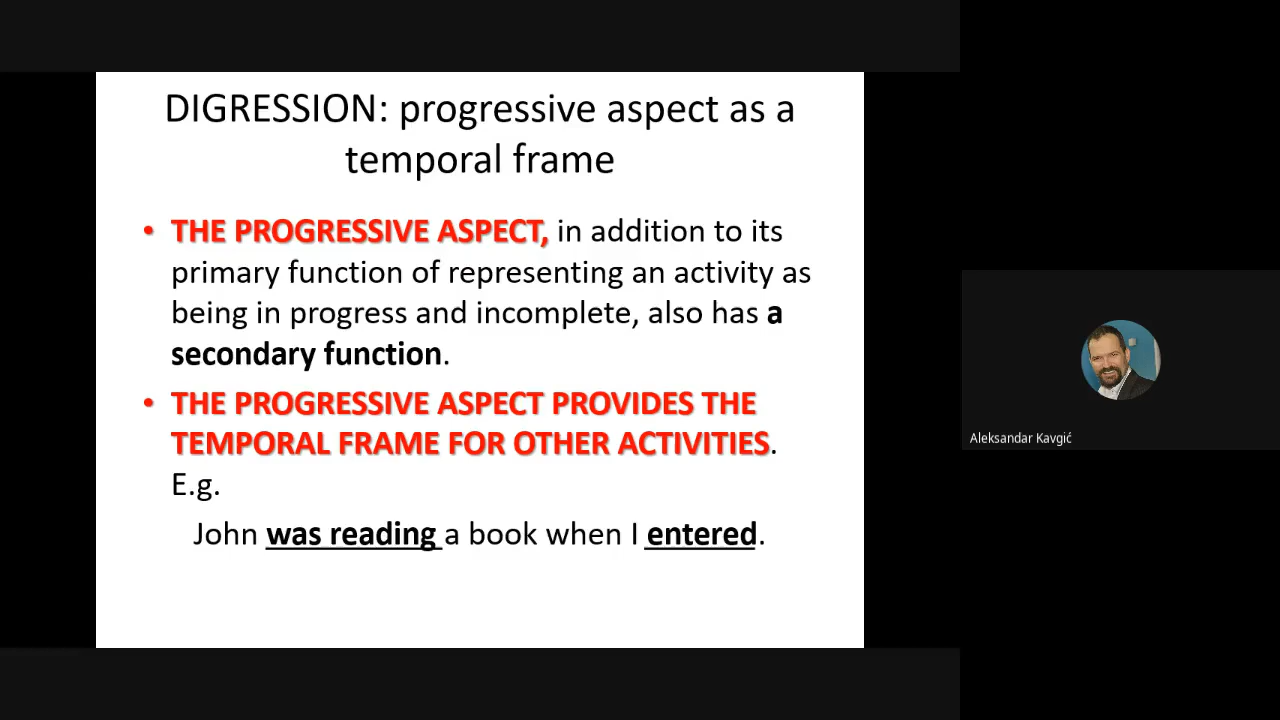 DIGRESSION: progressive aspect as a
temporal frame
• THE PROGRESSIVE ASPECT, in addition to its
primary function of representing an activity as
being in progress and incomplete, also has a
secondary function.
• THE PROGRESSIVE ASPECT PROVIDES THE
TEMPORAL FRAME FOR OTHER ACTIVITIES.
E.g.
John was reading a book when I entered.
Aleksandar Kavgić